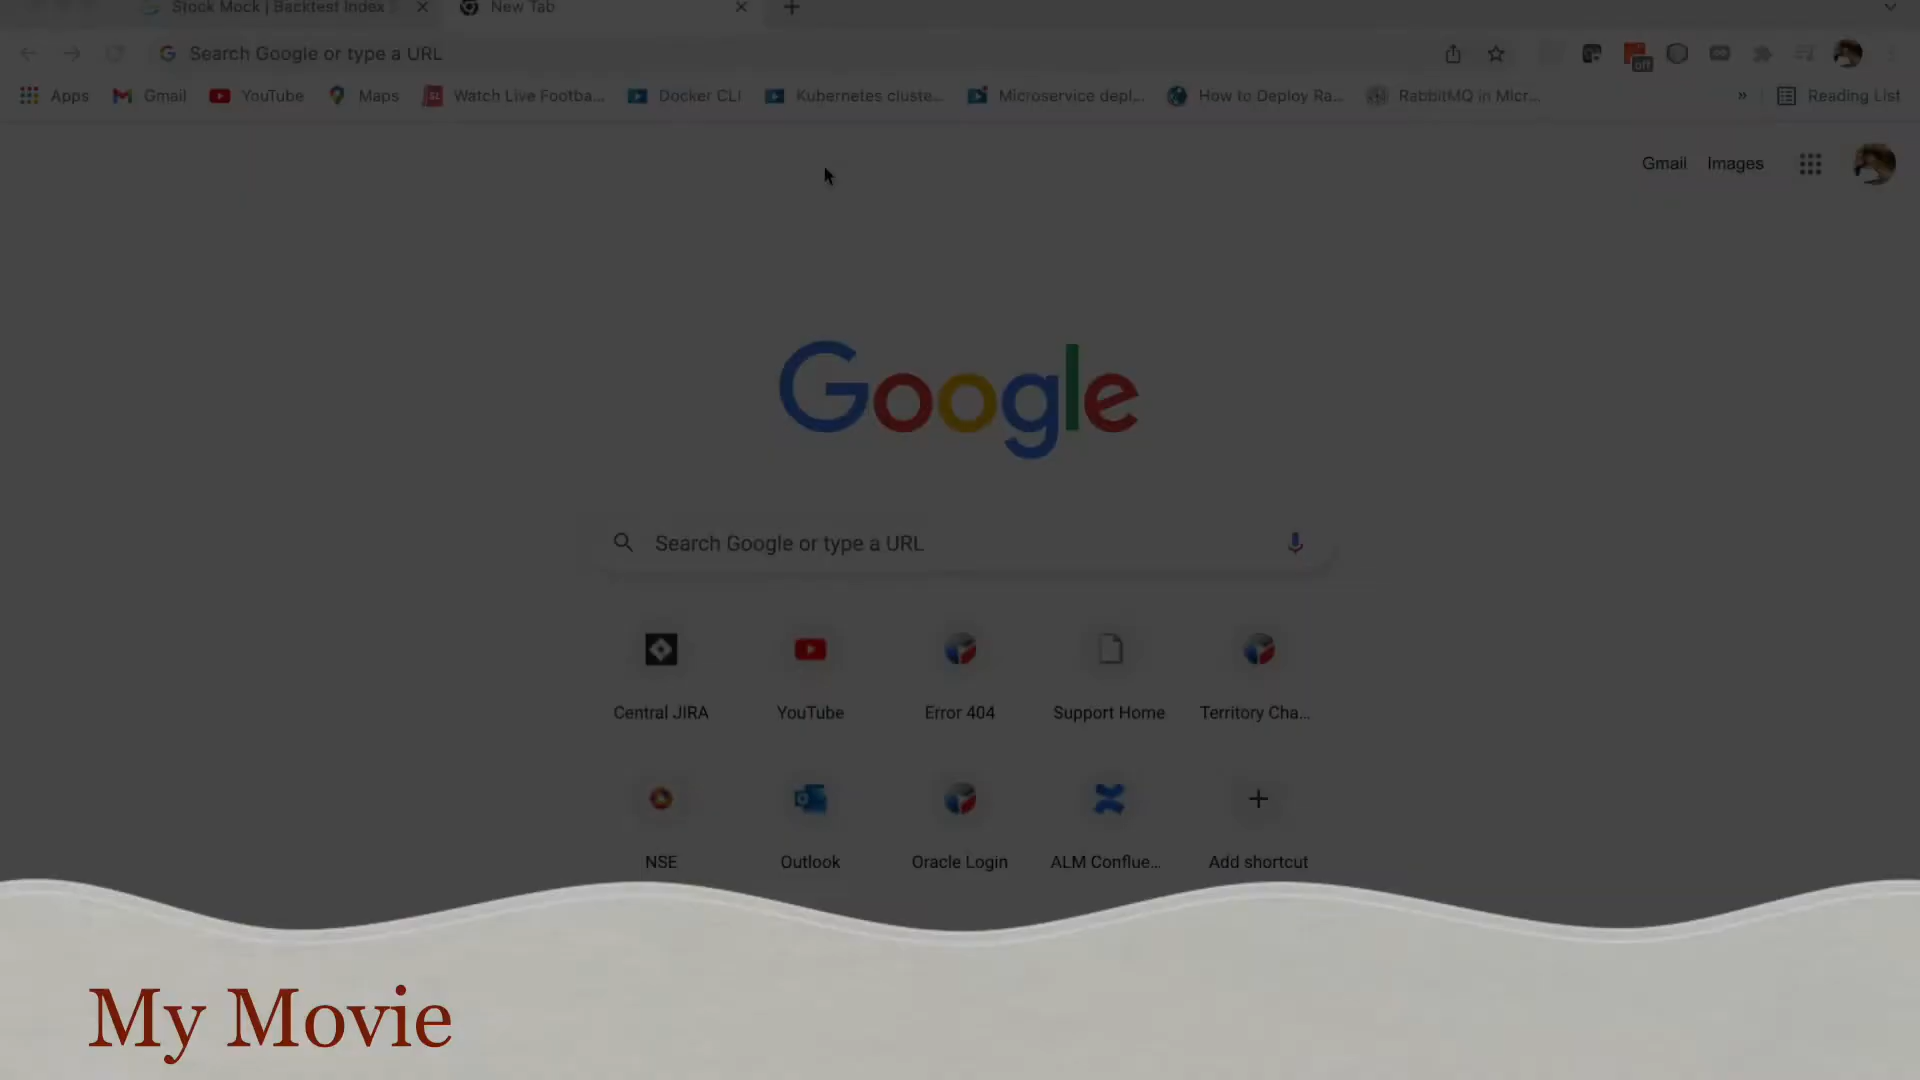 Stock Mock | Backtest Index
New Tab
Search Google or type a URL
off
Apps
Gmail
YouTube
Maps
Watch Live Footba...
Docker CLI
Kubernetes cluste...
Microservice depl...
How to Deploy Ra...
RabbitMQ in Micr...
»
Reading List
Gmail
Images
Google
Search Google or type a URL
Central JIRA
YouTube
Error 404
Support Home
Territory Cha...
NSE
Outlook
Oracle Login
ALM Conflue...
Add shortcut
My Movie